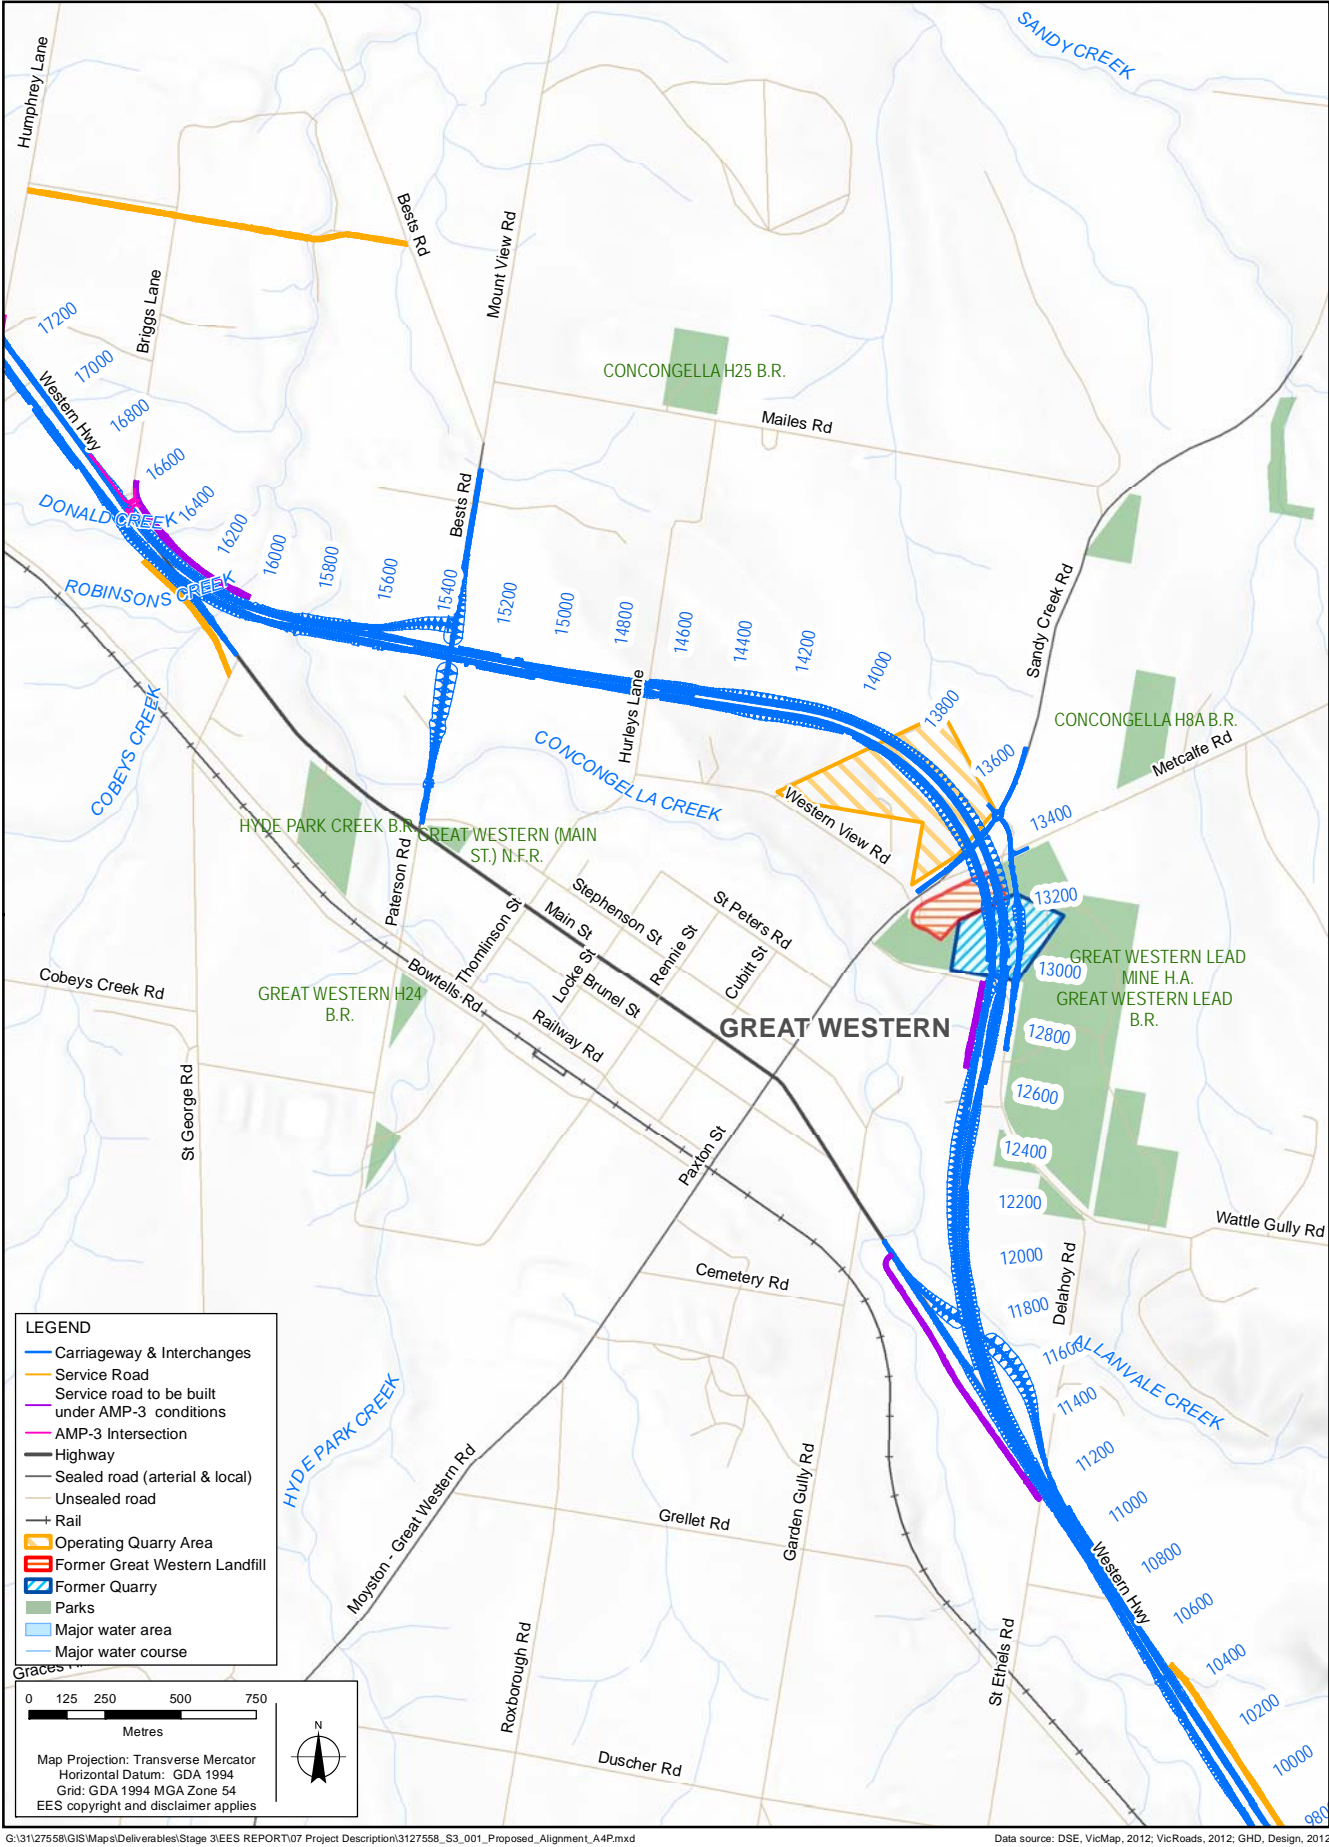 SANDY CREEK
Humphrey Lane
Bests Rd
Mount View Rd
Briggs Lane
17200
17000
Western Hwy
16800
16600
16400
DONALD CREEK
16200
16000
15800
15600
15400
15200
15000
14800
14600
14400
14200
14000
13800
13600
13400
13200
13000
12800
12600
12400
12200
12000
11800
11600
11400
11200
11000
10800
10600
10400
10200
10000
CONCONGELLA H25 B.R.
Mailes Rd
Bests Rd
ROBINSONS CREEK
Sandy Creek Rd
CONCONGELLA H8A B.R.
Metcalfe Rd
Hurleys Lane
COBEYS CREEK
CONCONGELLA CREEK
Western View Rd
HYDE PARK CREEK B.R.
GREAT WESTERN (MAIN
ST.) N.F.R.
Paterson Rd
Stephenson St
St Peters Rd
Main St
Thomlinson St
Locke St
Rennie St
Cubitt St
Brunel St
Bowtells Rd
Railway Rd
Cobeys Creek Rd
GREAT WESTERN H24
B.R.
GREAT WESTERN
GREAT WESTERN LEAD
MINE H.A.
GREAT WESTERN LEAD
B.R.
St George Rd
Paxton St
Wattle Gully Rd
Cemetery Rd
Delahoy Rd
ALLANVALE CREEK
HYDE PARK CREEK
Moyston - Great Western Rd
Garden Gully Rd
Grellet Rd
Western Hwy
Roxborough Rd
St Ethels Rd
Duscher Rd
LEGEND
Carriageway & Interchanges
Service Road
Service road to be built
under AMP-3 conditions
AMP-3 Intersection
Highway
Sealed road (arterial & local)
Unsealed road
Rail
Operating Quarry Area
Former Great Western Landfill
Former Quarry
Parks
Major water area
Major water course
Graces
0 125 250 500 750
Metres
N
Map Projection: Transverse Mercator
Horizontal Datum: GDA 1994
Grid: GDA 1994 MGA Zone 54
EES copyright and disclaimer applies
G:\31\27558\GIS\Maps\Deliverables\Stage 3\EES REPORT\07 Project Description\3127558_S3_001_Proposed_Alignment_A4P.mxd
Data source: DSE, VicMap, 2012; VicRoads, 2012; GHD, Design, 201